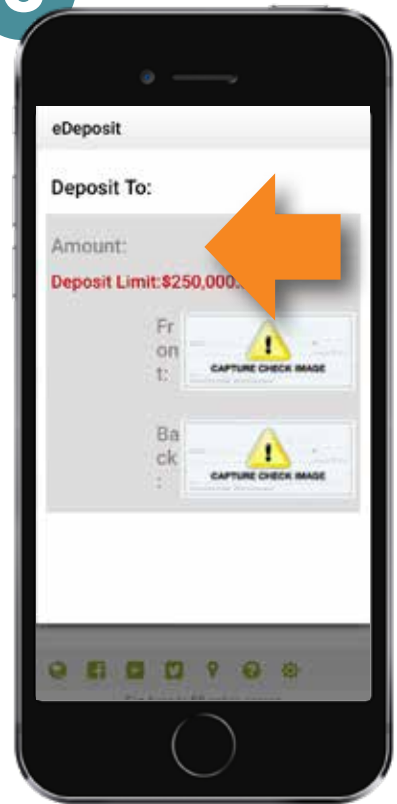 eDeposit
Deposit To:
Amount:
Deposit Limit:$250,000.
Fr
on
t:
CAPTURE CHECK IMAGE
Ba
ck
:
CAPTURE CHECK IMAGE